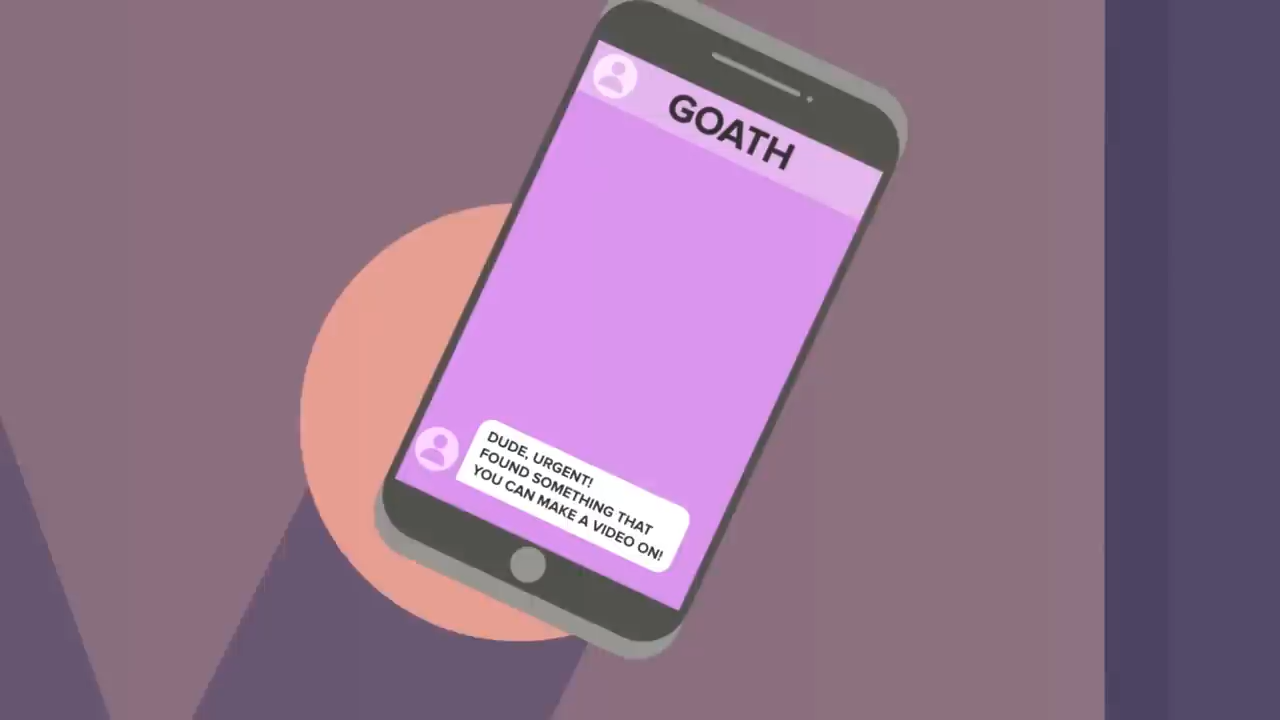 GOATH
DUDE, URGENT!
FOUND SOMETHING THAT
YOU CAN MAKE A VIDEO ON!